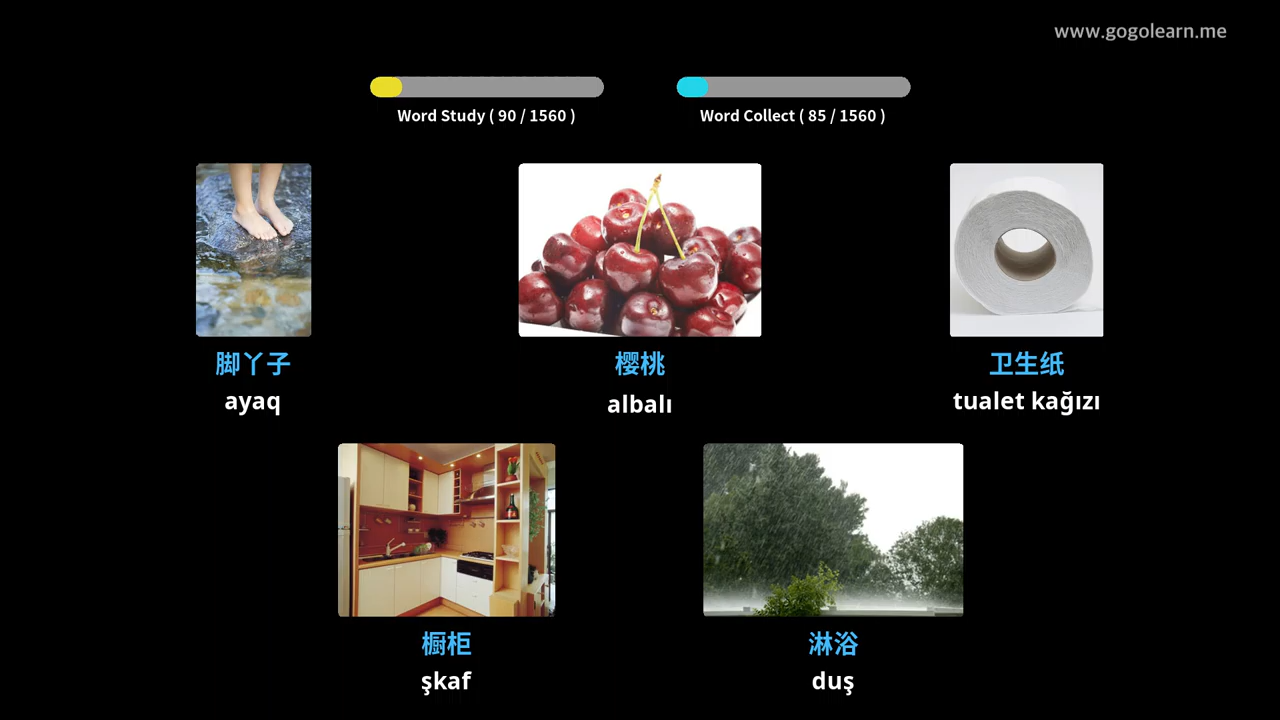 www.gogolearn.me
Word Study ( 90 / 1560 )
Word Collect ( 85 / 1560 )
脚丫子
ayaq
樱桃
albalı
卫生纸
tualet kağızı
橱柜
şkaf
淋浴
duş